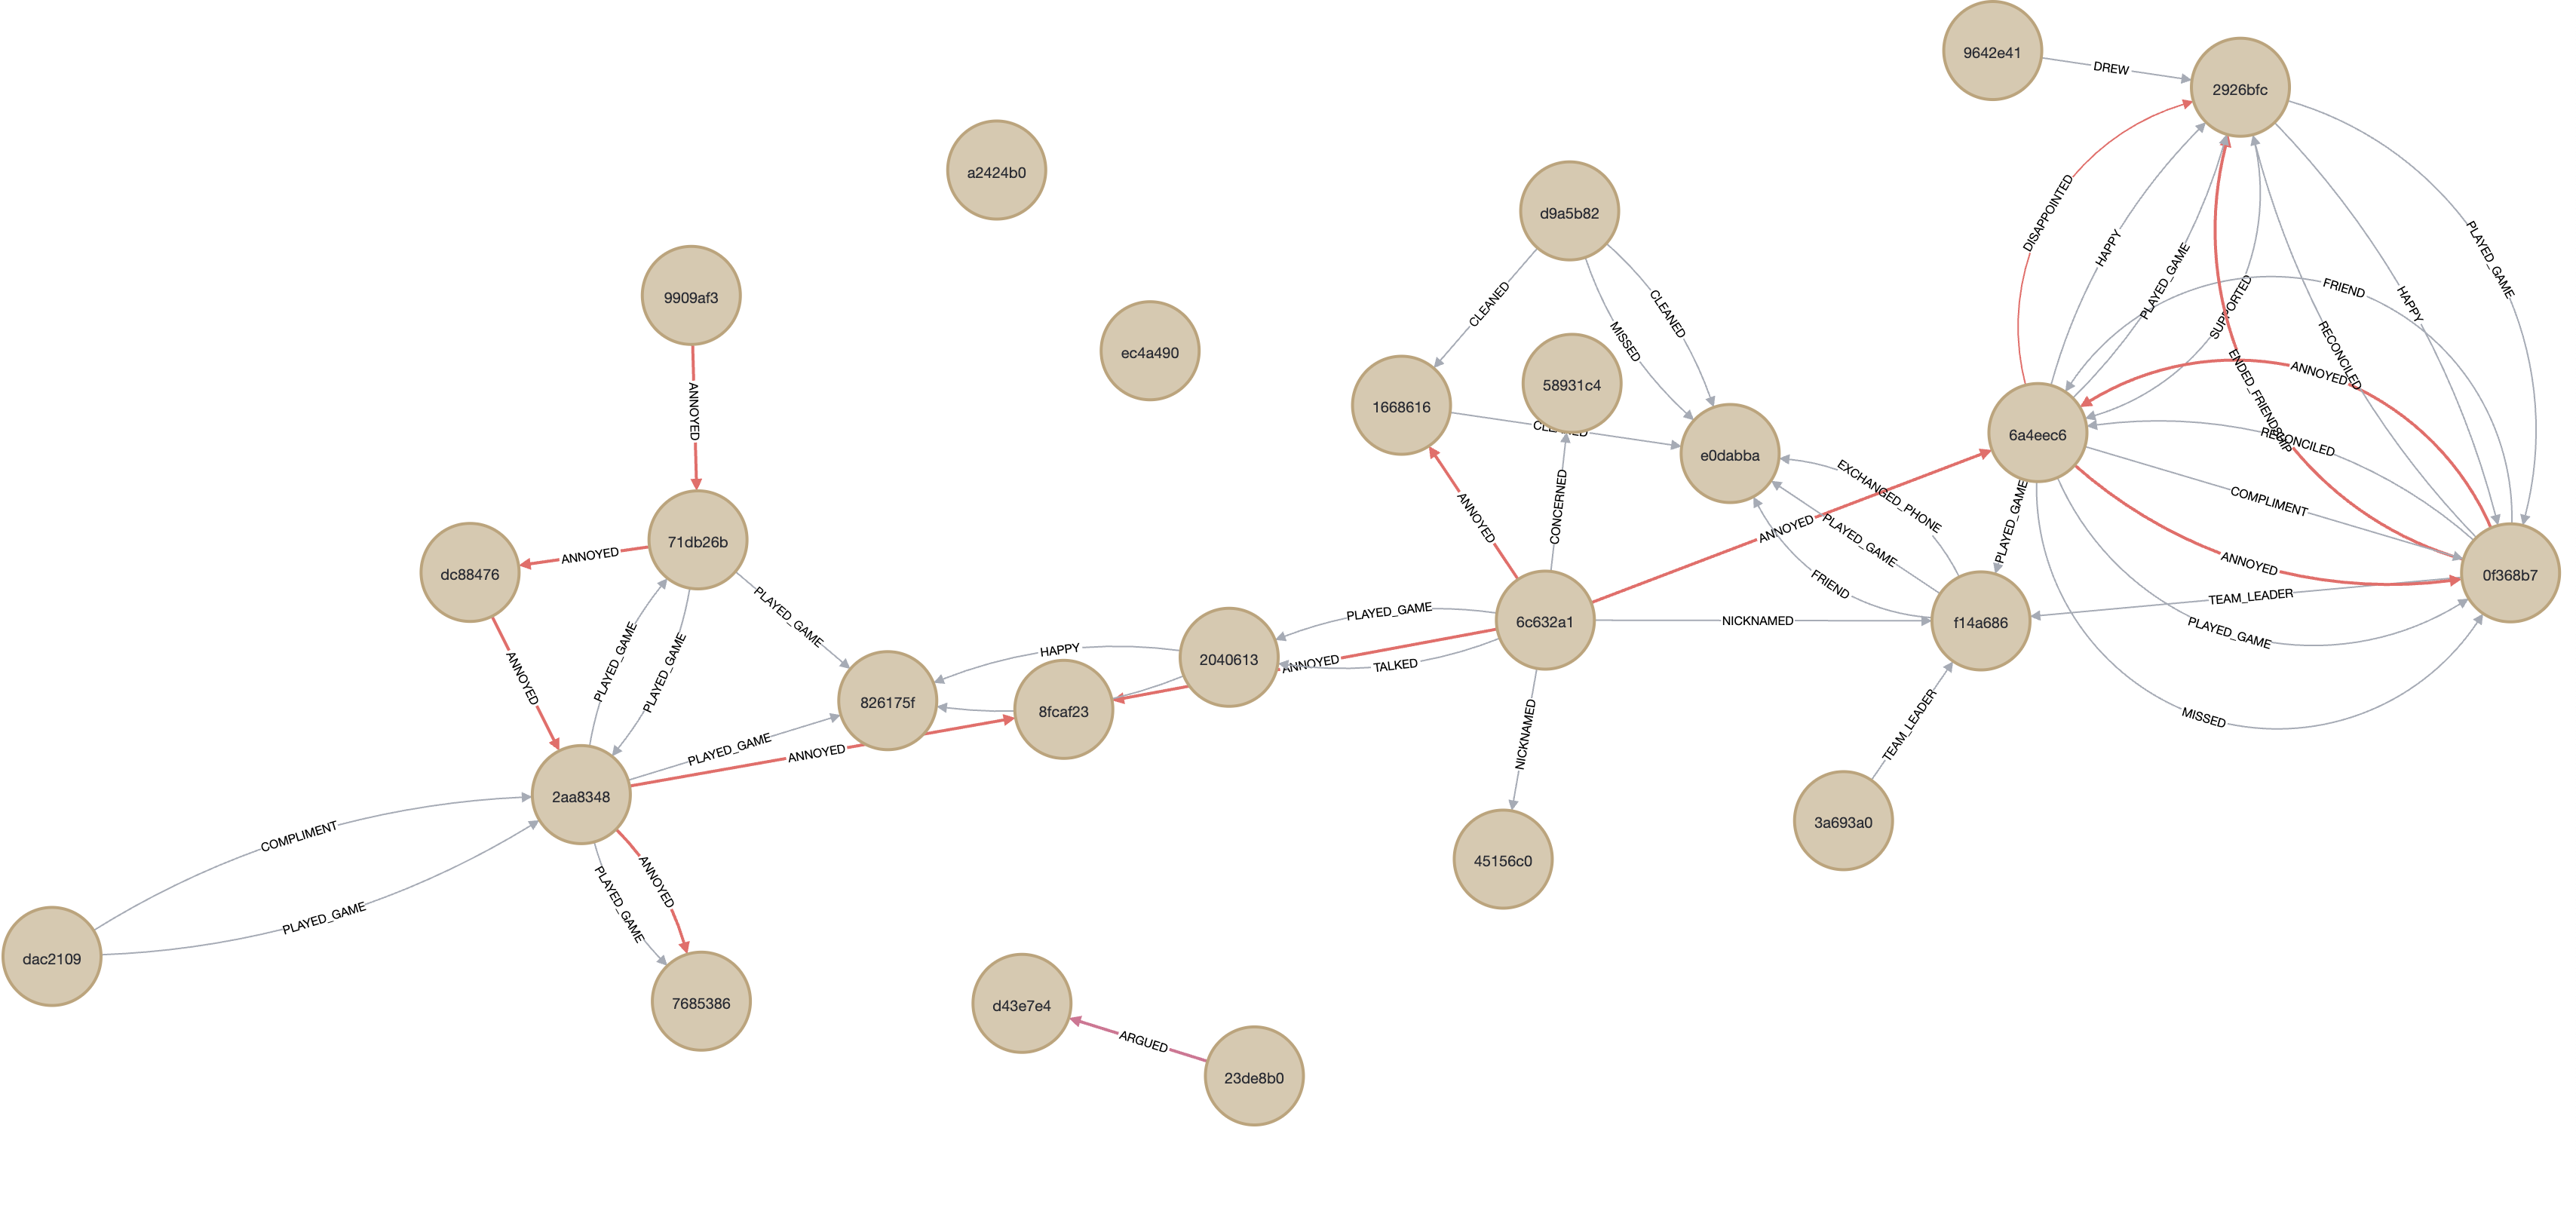 9642e41
DREW
2926bfc
a2424b0
d9a5b82
DISAPPOINTED
HAPPY
PLAYED_GAME
SUPPORTED
FRIEND
HAPPY
PLAYED_GAME
9909af3
CLEANED
MISSED
CLEANED
RECONCILED
ENDED_FRIENDSHIP
ANNOYED
ec4a490
58931c4
1668616
ANNOYED
6a4eec6
RECONCILED
e0dabba
EXCHANGED_PHONE
COMPLIMENT
71db26b
ANNOYED
dc88476
ANNOYED
CONCERNED
ANNOYED
PLAYED_GAME
PLAYED_GAME
ANNOYED
0f368b7
FRIEND
TEAM_LEADER
PLAYED_GAME
PLAYED_GAME
6c632a1
NICKNAMED
f14a686
PLAYED_GAME
HAPPY
2040613
ANNOYED
TALKED
ANNOYED
PLAYED_GAME
PLAYED_GAME
826175f
8fcaf23
MISSED
NICKNAMED
TEAM_LEADER
PLAYED_GAME
ANNOYED
2aa8348
3a693a0
COMPLIMENT
45156c0
ANNOYED
PLAYED_GAME
PLAYED_GAME
dac2109
7685386
d43e7e4
ARGUED
23de8b0